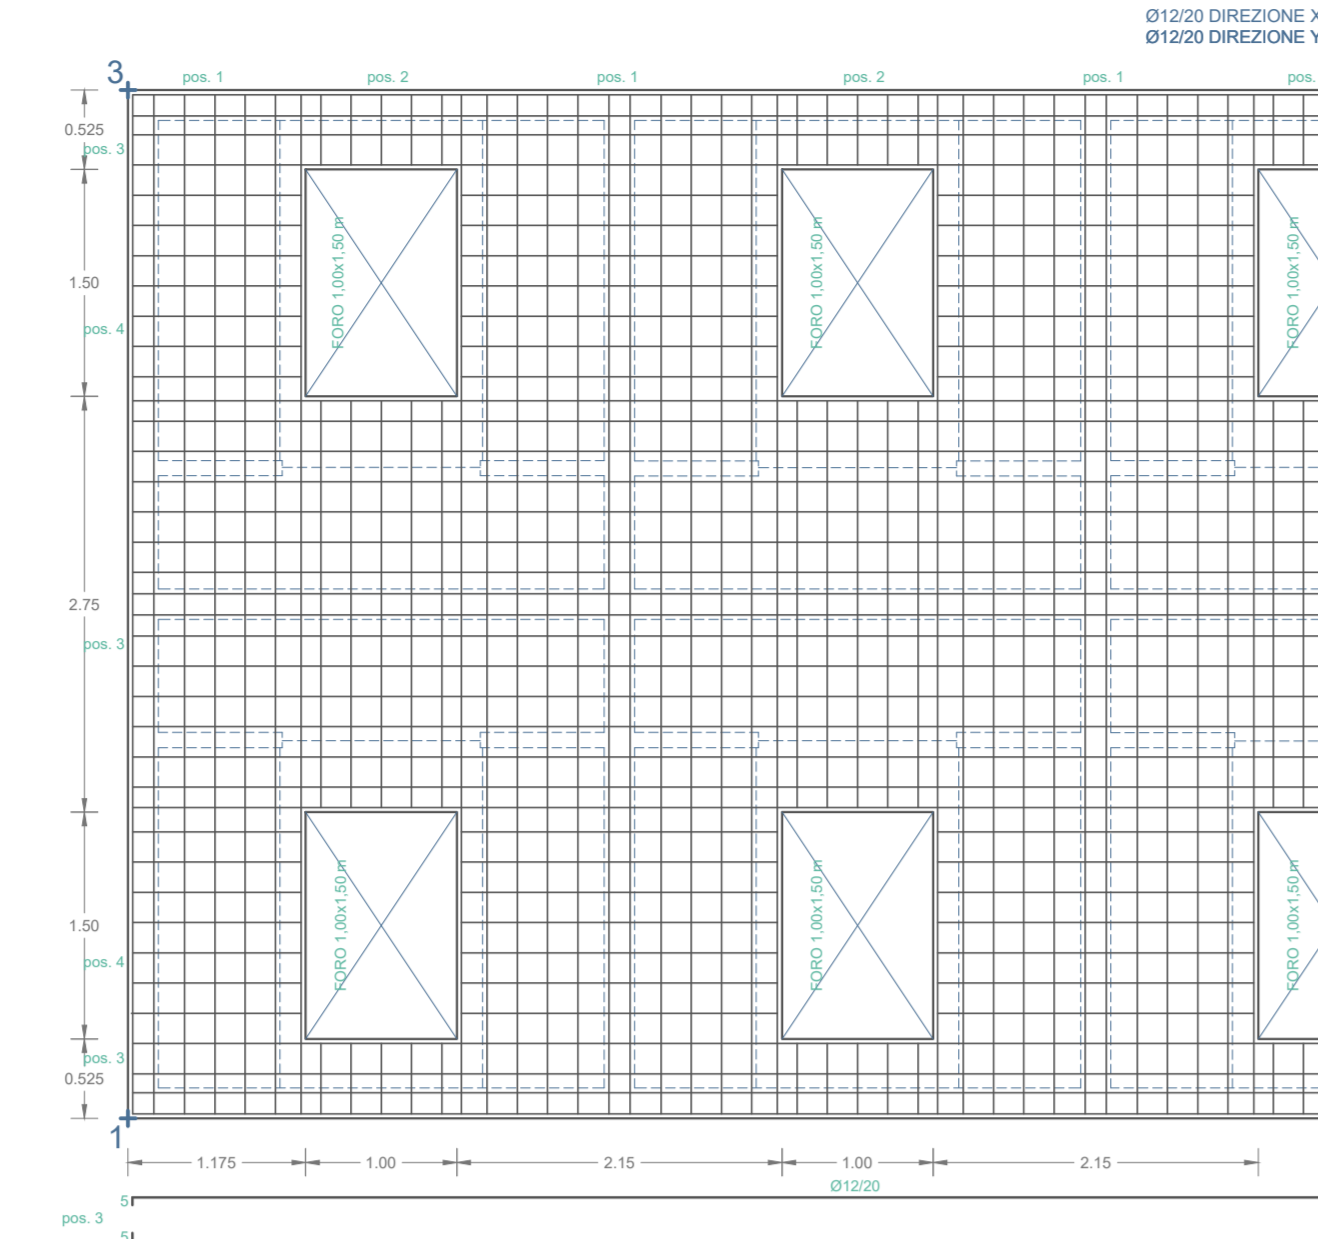 Ø12/20 DIREZIONE X
Ø12/20 DIREZIONE Y
3
pos. 1
pos. 2
pos. 1
pos. 2
pos. 1
pos.
0.525
pos. 3
1.50
pos. 4
FORO 1,00x1,50 m
FORO 1,00x1,50 m
FORO 1,00x1,50 m
2.75
pos. 3
1.50
pos. 4
FORO 1,00x1,50 m
FORO 1,00x1,50 m
FORO 1,00x1,50 m
pos. 3
0.525
1
1.175
1.00
2.15
1.00
2.15
Ø12/20
5
pos. 3
5